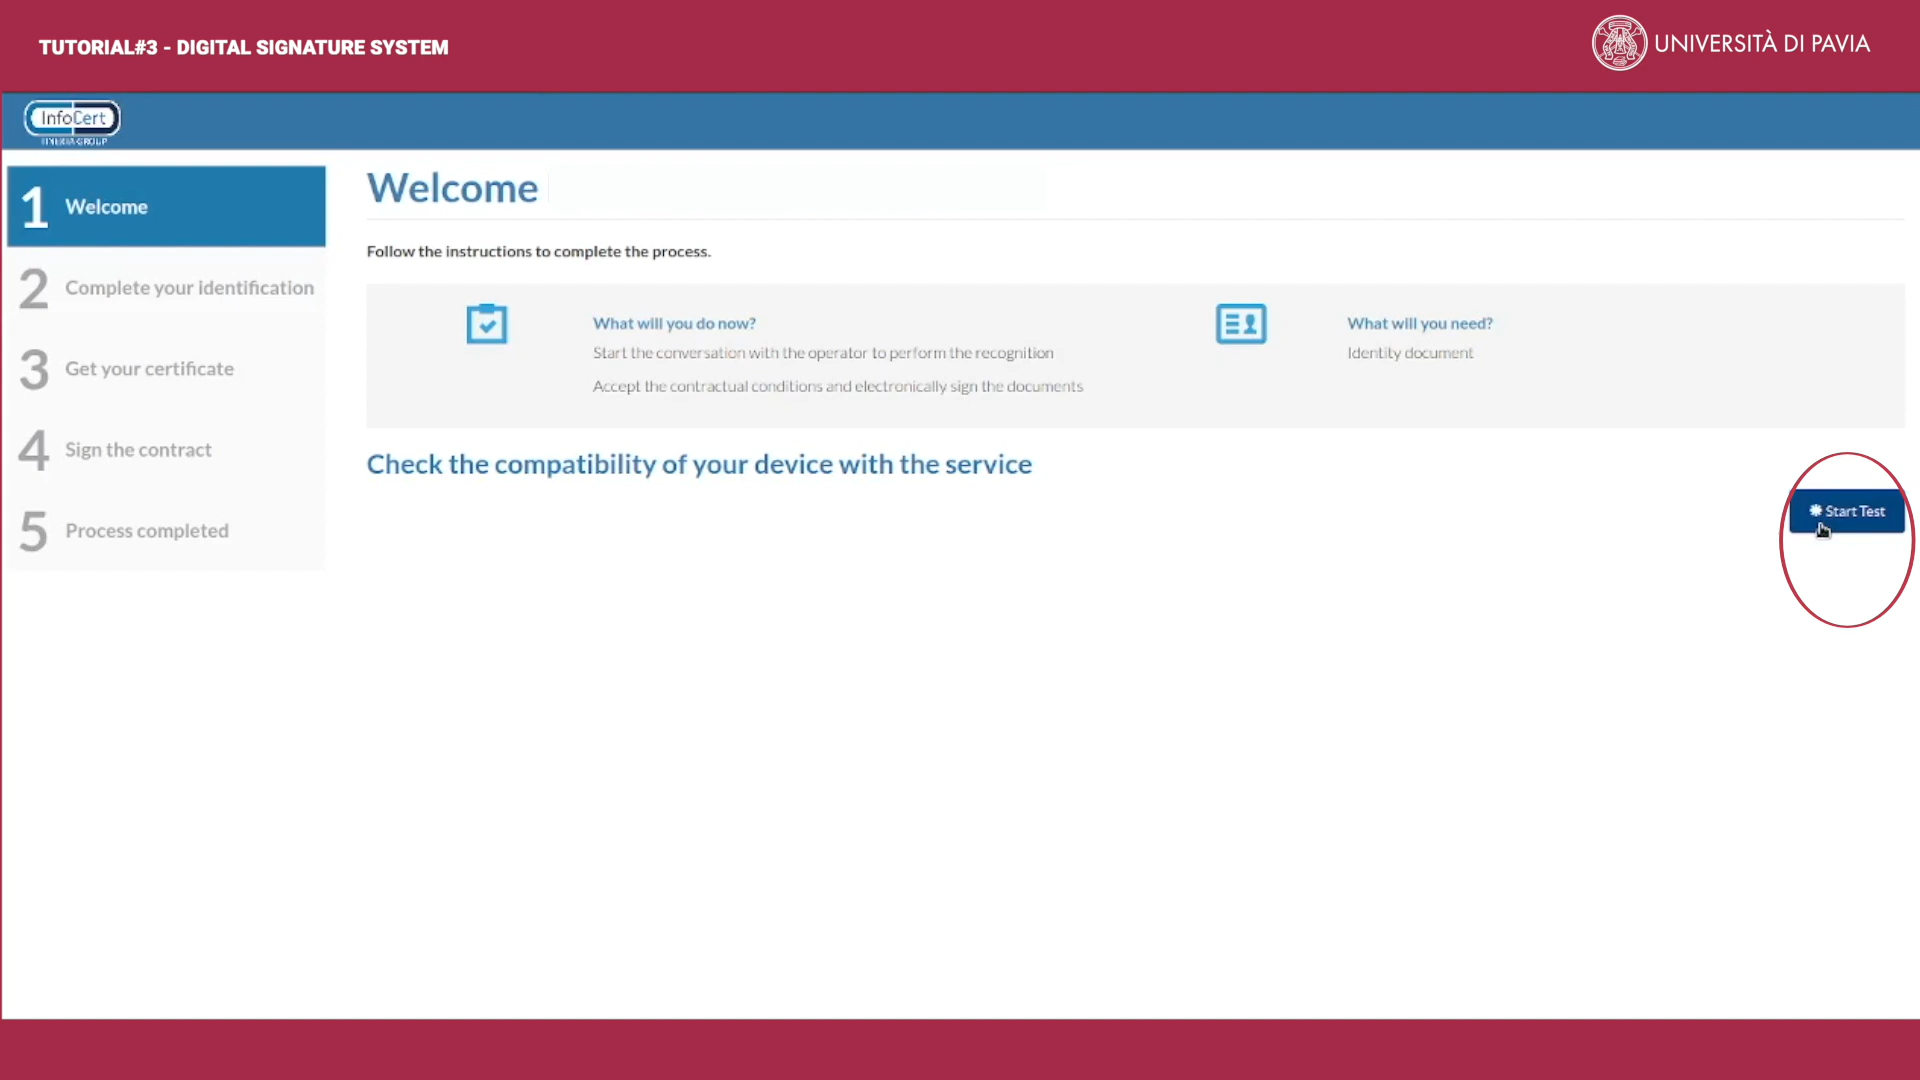 TUTORIAL#3 - DIGITAL SIGNATURE SYSTEM
UNIVERSITÀ DI PAVIA
InfoCert
TINEXTA GROUP
1 Welcome
2 Complete your identification
3 Get your certificate
4 Sign the contract
5 Process completed
Welcome
Follow the instructions to complete the process.
What will you do now?
Start the conversation with the operator to perform the recognition
Accept the contractual conditions and electronically sign the documents
What will you need?
Identity document
Check the compatibility of your device with the service
Start Test